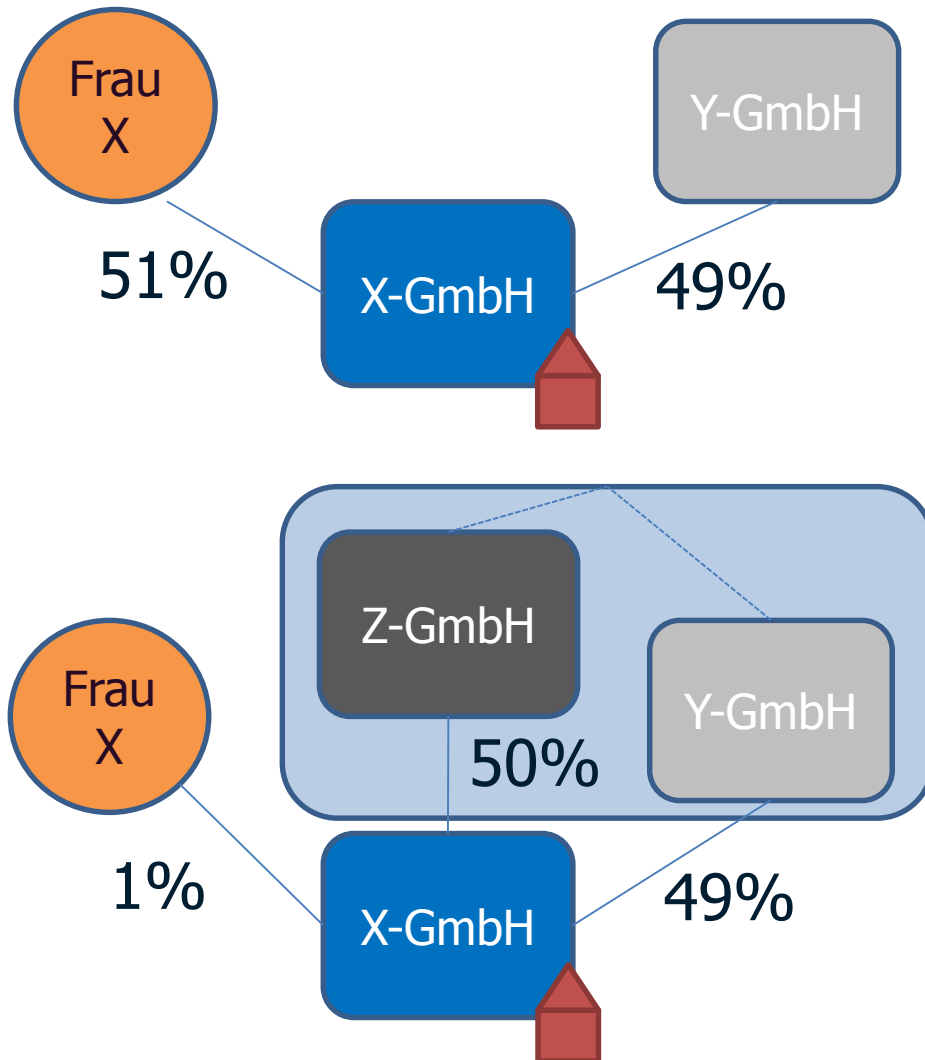 Frau
X
Y-GmbH
X-GmbH
51%
49%
Z-GmbH
Frau
X
Y-GmbH
50%
1%
49%
X-GmbH